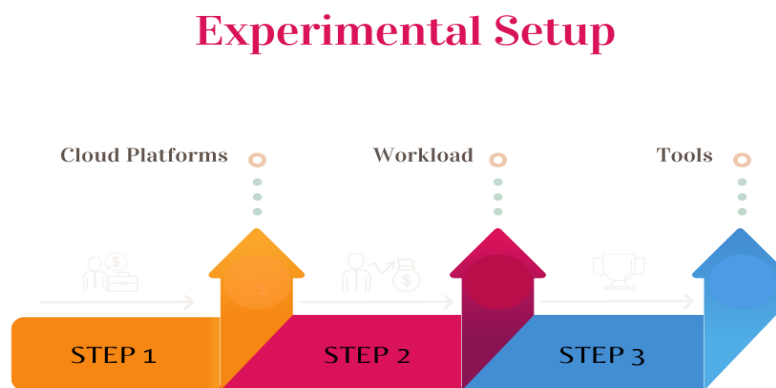 Experimental Setup
Cloud Platforms
Workload
Tools
STEP 1
STEP 2
STEP 3